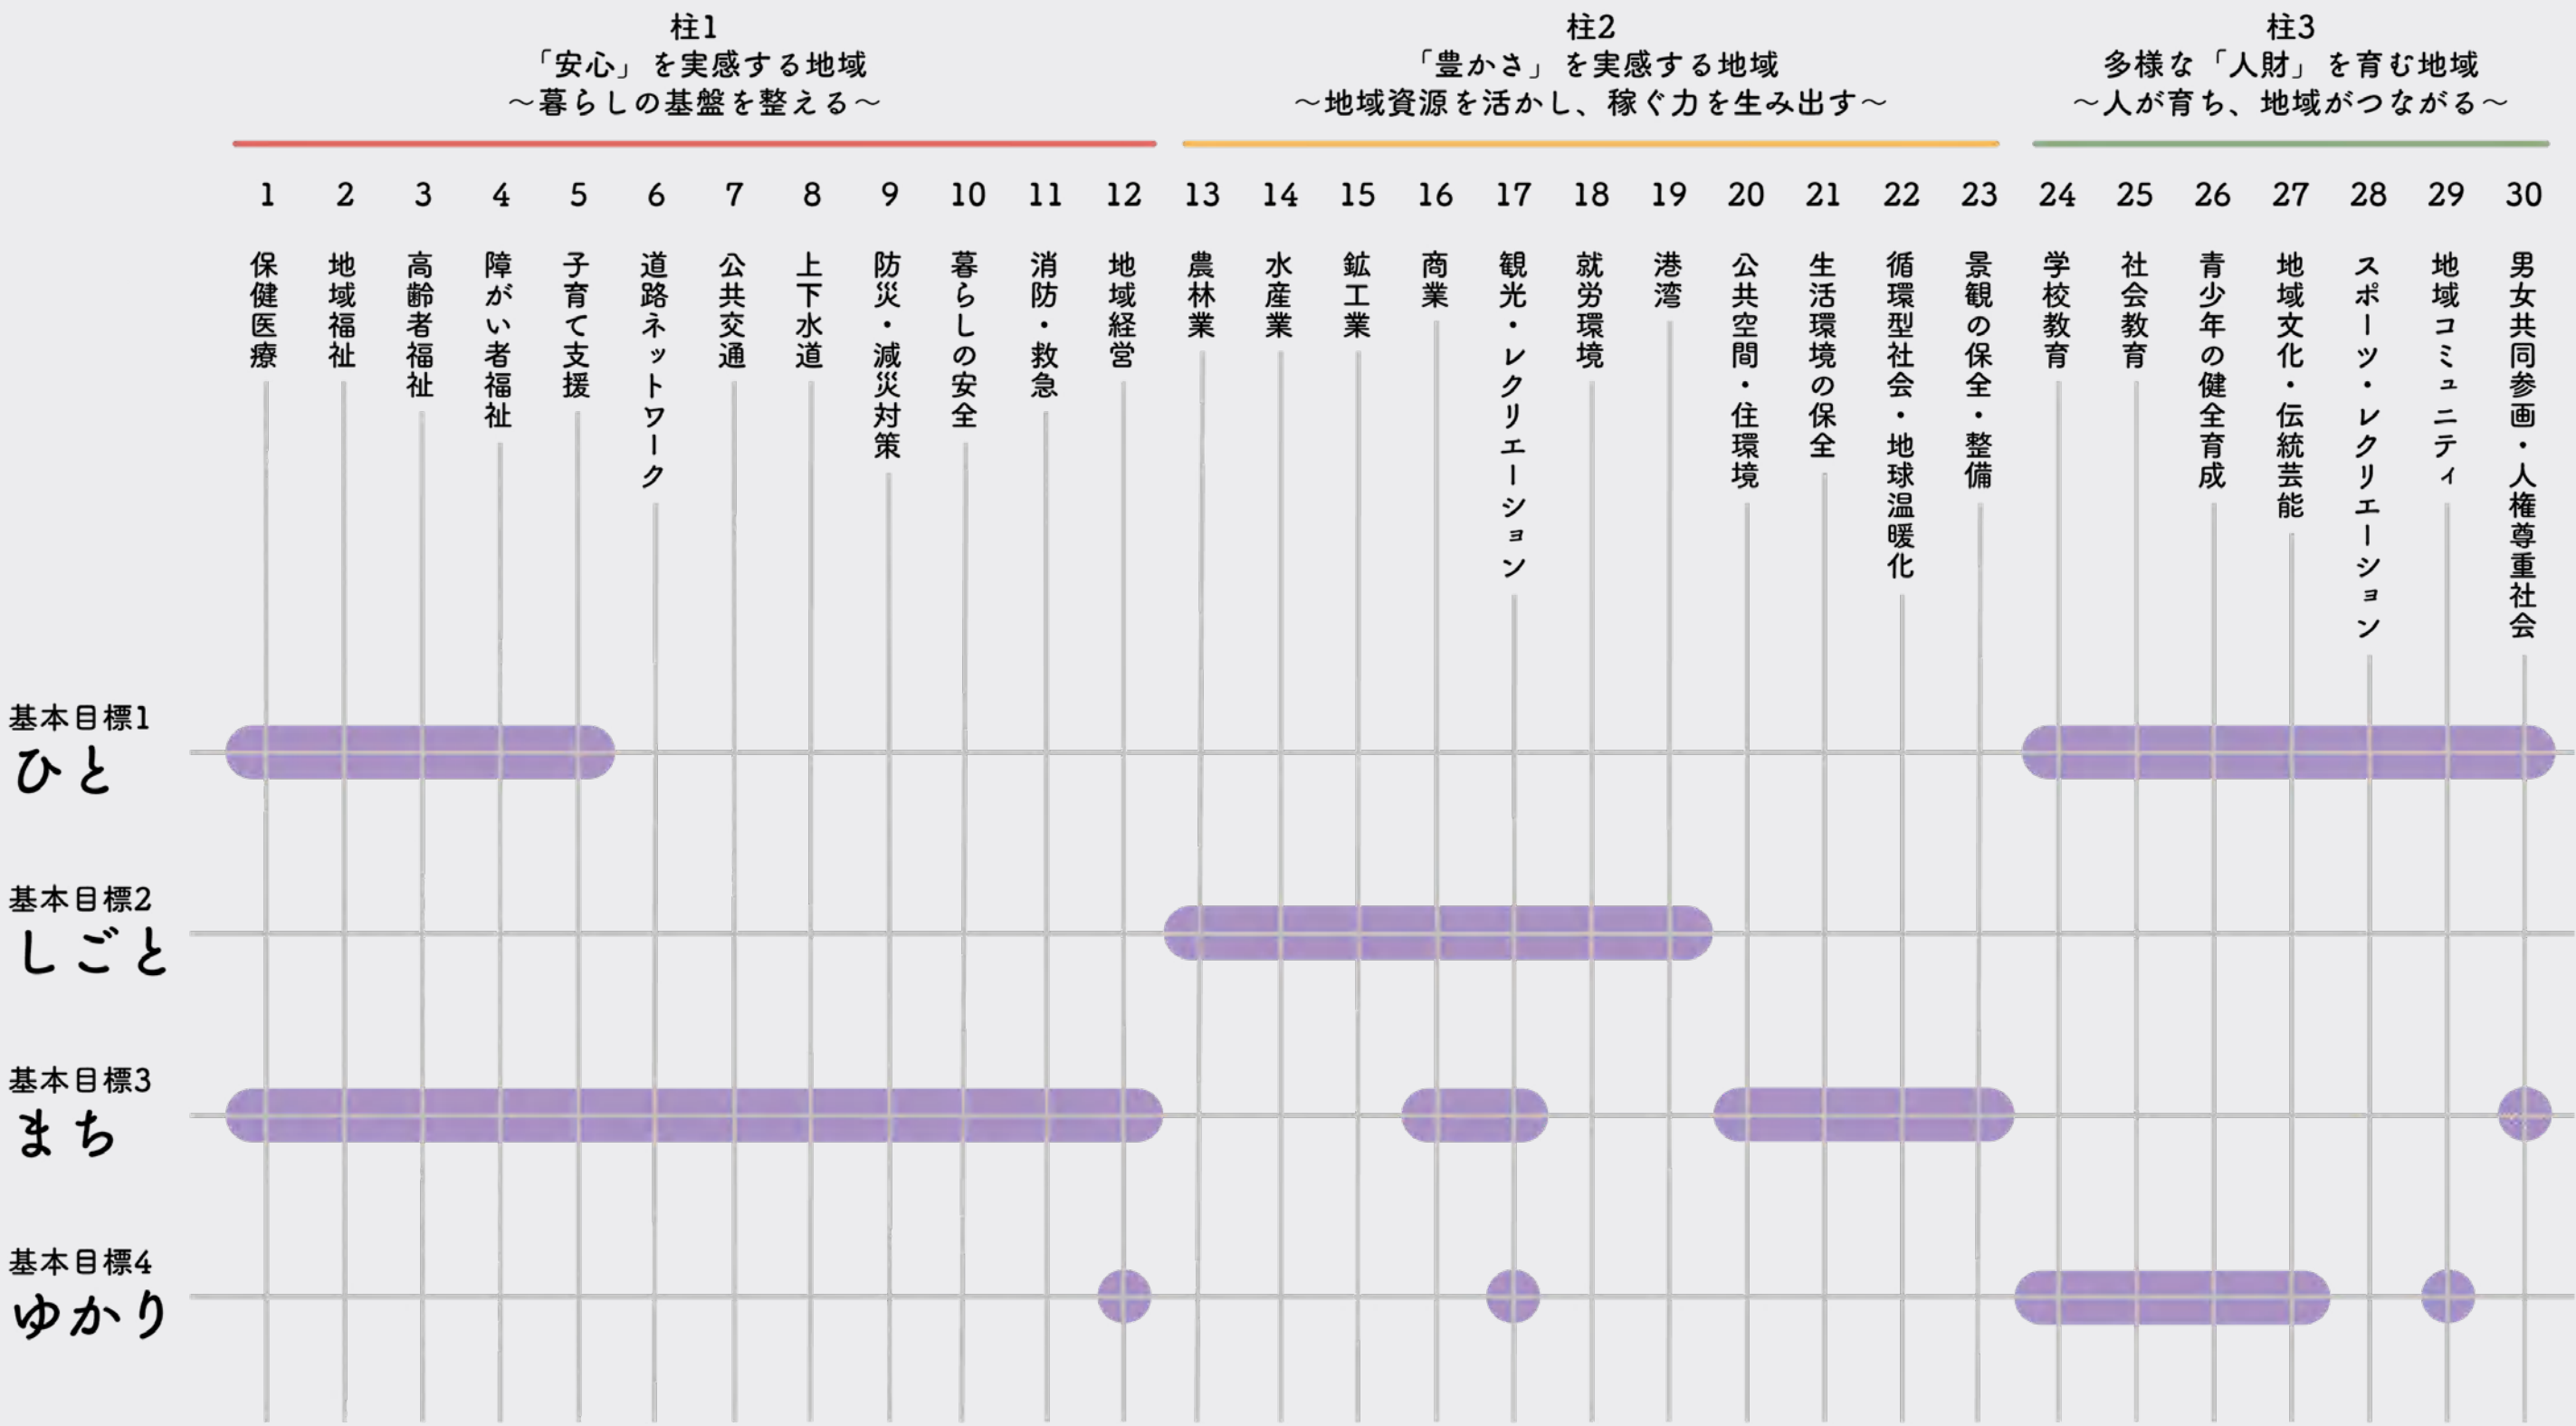 柱1
「安心」を実感する地域
～暮らしの基盤を整える～
柱2
「豊かさ」を実感する地域
～地域資源を活かし、稼ぐ力を生み出す～
柱3
多様な「人財」を育む地域
～人が育ち、地域がつながる～
1
保健医療
2
地域福祉
3
高齢者福祉
4
障がい者福祉
5
子育て支援
6
道路ネットワーク
7
公共交通
8
上下水道
9
防災・減災対策
10
暮らしの安全
11
消防・救急
12
地域経営
13
農林業
14
水産業
15
鉱工業
16
商業
17
観光・レクリエーション
18
就労環境
19
港湾
20
公共空間・住環境
21
生活環境の保全
22
循環型社会・地球温暖化
23
景観の保全・整備
24
学校教育
25
社会教育
26
青少年の健全育成
27
地域文化・伝統芸能
28
スポーツ・レクリエーション
29
地域コミュニティ
30
男女共同参画・人権尊重社会
基本目標1
ひと
基本目標2
しごと
基本目標3
まち
基本目標4
ゆかり